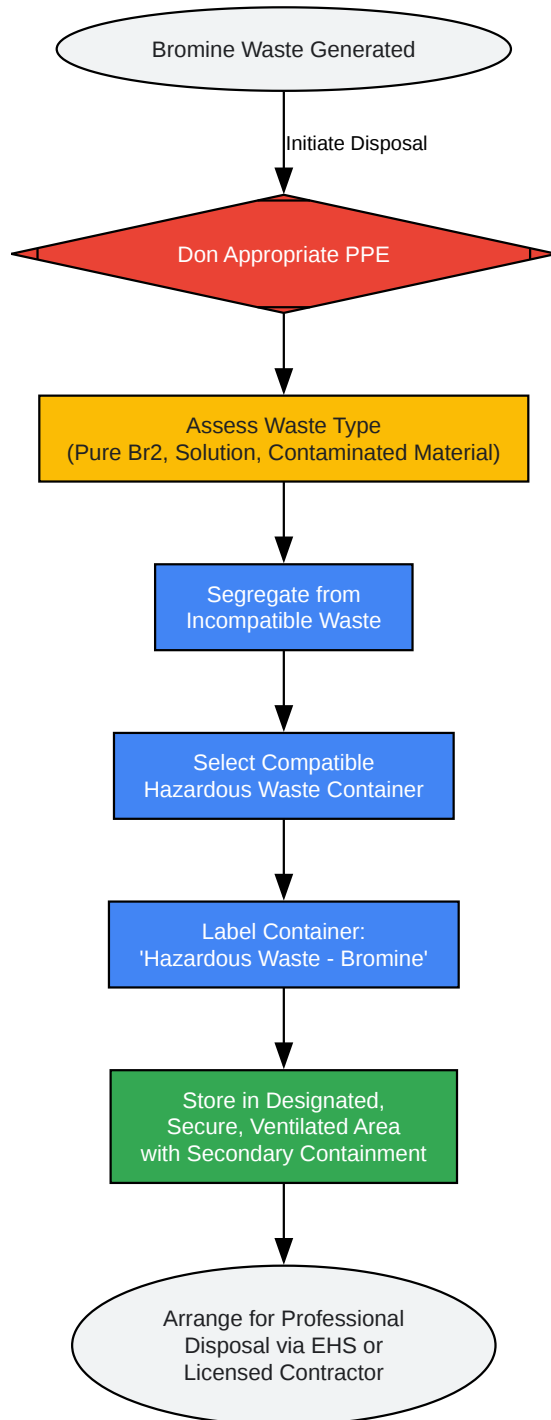 Bromine Waste Generated
Initiate Disposal
Don Appropriate PPE
Assess Waste Type
(Pure Br2, Solution, Contaminated Material)
Segregate from
Incompatible Waste
Select Compatible
Hazardous Waste Container
Label Container:
'Hazardous Waste - Bromine'
Store in Designated,
Secure, Ventilated Area
with Secondary Containment
Arrange for Professional
Disposal via EHS or
Licensed Contractor